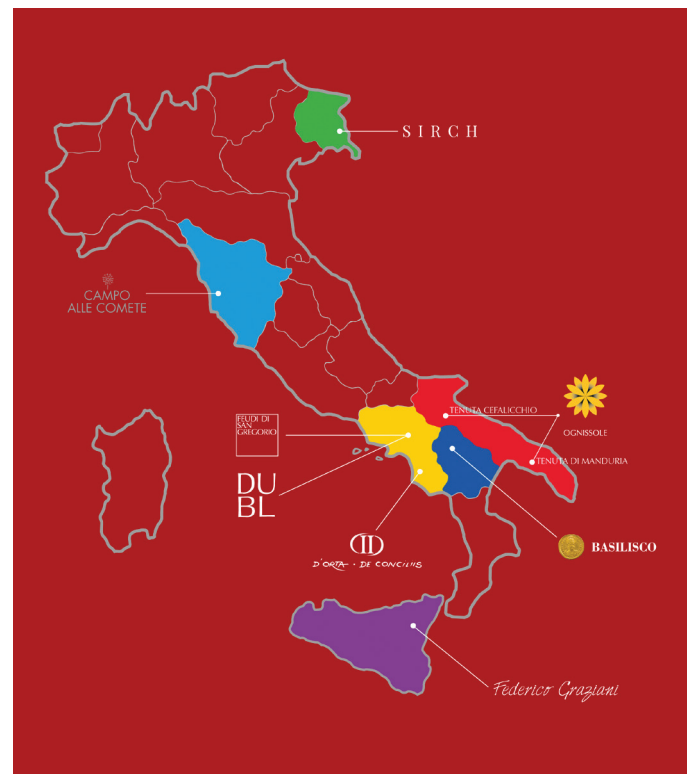 SIRCH
CAMPO
ALLE COMETE
TENUTA CEFALICCHIO
OGNISSOLE
FEUDI DI
SAN
GREGORIO
TENUTA DI MANDURIA
DU
BL
D'ORTA - DE CONCILIIS
BASILISCO
Federico Graziani